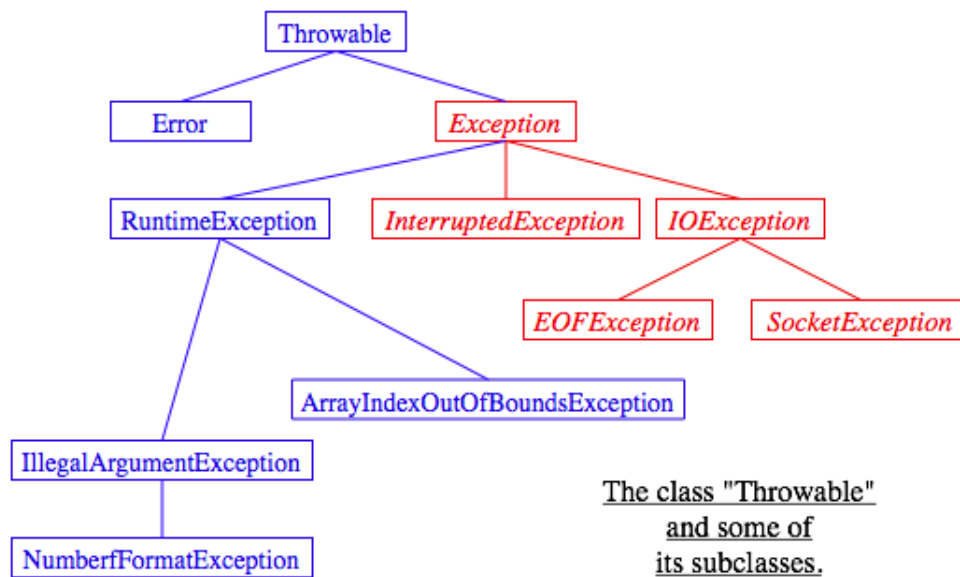 Throwable
Error
Exception
RuntimeException
InterruptedException
IOException
EOFException
SocketException
ArrayIndexOutOfBoundsException
IllegalArgumentException
NumberfFormatException
The class "Throwable"
and some of
its subclasses.